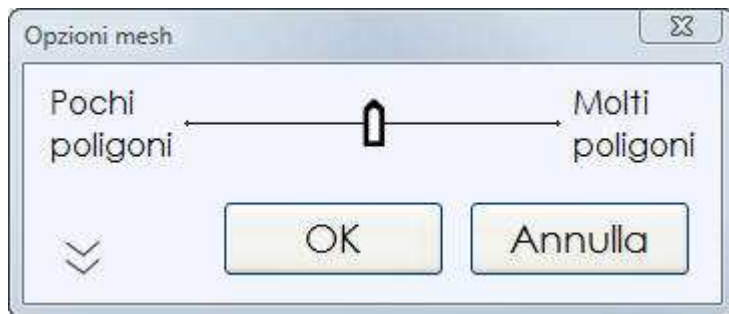 Opzioni mesh
Pochi
poligoni
Molti
poligoni
OK
Annulla